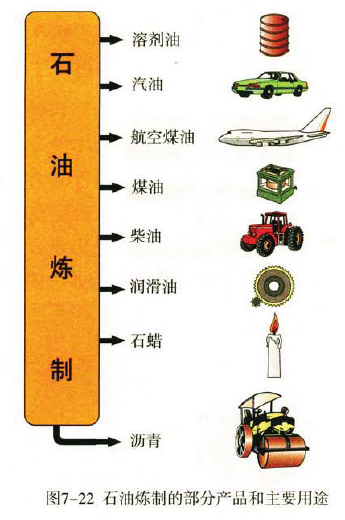 石油炼制
溶剂油
汽油
航空煤油
煤油
柴油
润滑油
石蜡
沥青
图7-22 石油炼制的部分产品和主要用途